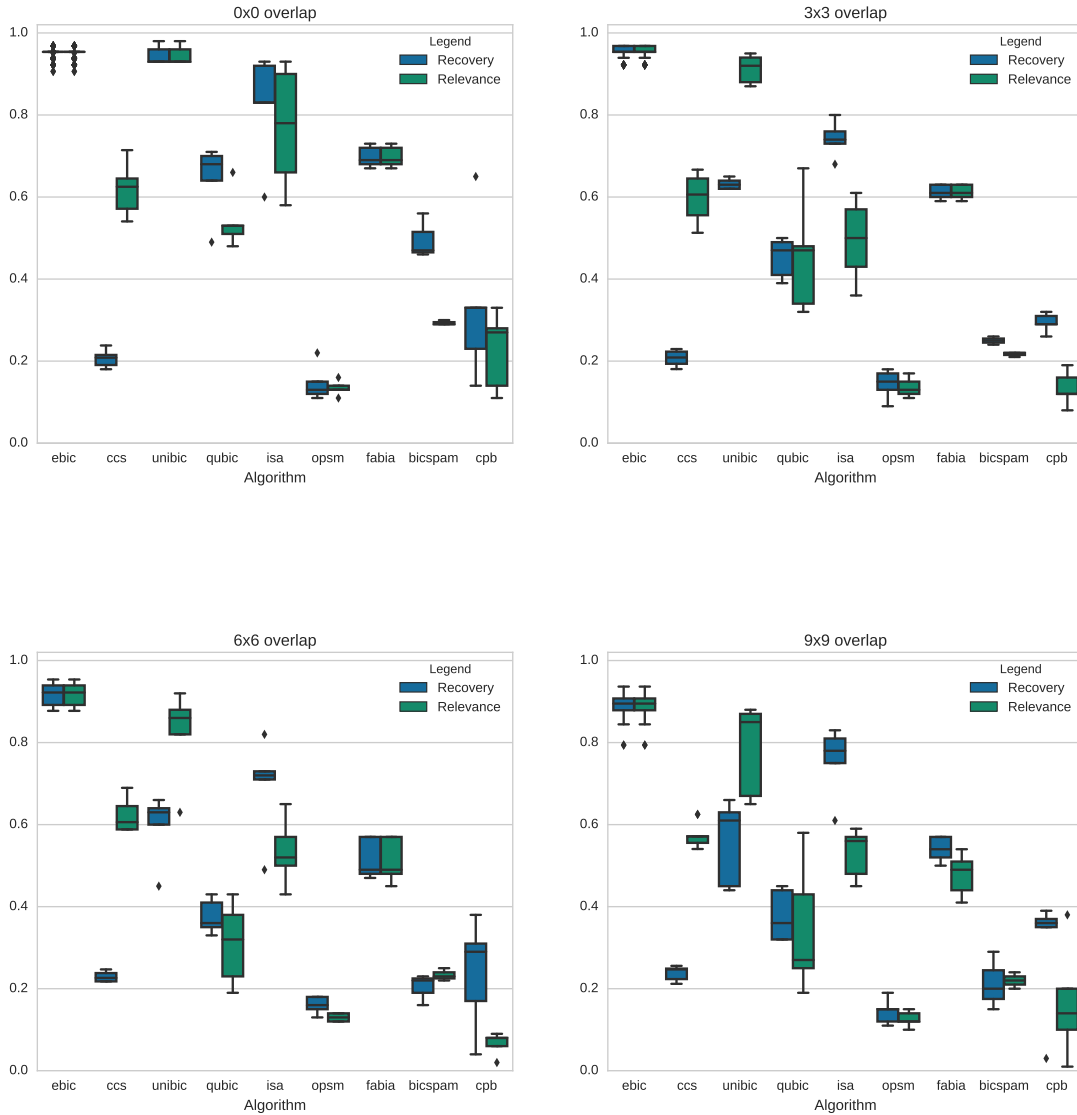 0x0 overlap
1.0
0.8
0.6
0.4
0.2
0.0
Legend
Recovery
Relevance
ebic ccs unibic qubic isa opsm fabia bicspam cpb
Algorithm
3x3 overlap
1.0
0.8
0.6
0.4
0.2
0.0
Legend
Recovery
Relevance
ebic ccs unibic qubic isa opsm fabia bicspam cpb
Algorithm
6x6 overlap
1.0
0.8
0.6
0.4
0.2
0.0
Legend
Recovery
Relevance
ebic ccs unibic qubic isa opsm fabia bicspam cpb
Algorithm
9x9 overlap
1.0
0.8
0.6
0.4
0.2
0.0
Legend
Recovery
Relevance
ebic ccs unibic qubic isa opsm fabia bicspam cpb
Algorithm